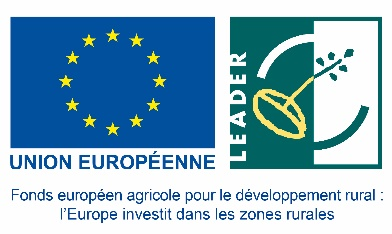 UNION EUROPÉENNE
LEADER
Fonds européen agricole pour le développement rural :
l'Europe investit dans les zones rurales